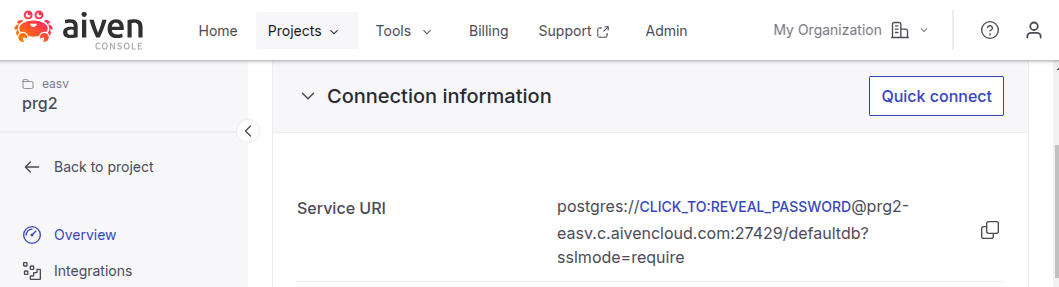 aiven
CONSOLE
Home
Projects
Tools
Billing
Support
Admin
My Organization
easv
prg2
Back to project
Overview
Integrations
Connection information
Quick connect
Service URI
postgres://CLICK_TO:REVEAL_PASSWORD@prg2-
easv.c.aivencloud.com:27429/defaultdb?
sslmode=require